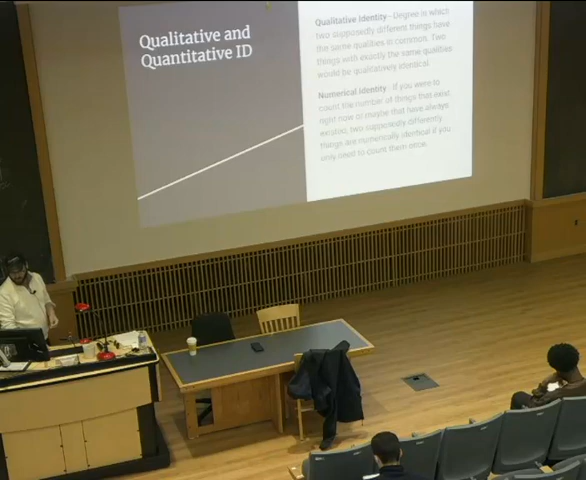 Qualitative and
Quantitative ID
Qualitative Identity - Degree in which
two supposedly different things have
the same qualities in common. Two
things with exactly the same qualities
would be qualitatively identical.
Numerical Identity - If you were to
count the number of things that exist
right now or maybe that have always
existed, two supposedly differently
things are numerically identical if you
only need to count them once.